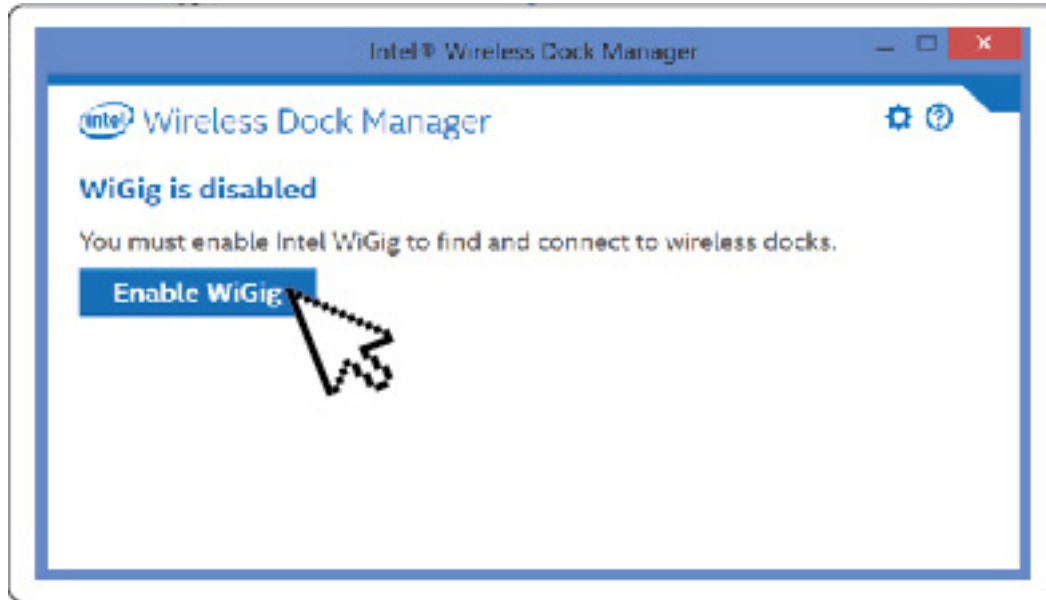 Intel® Wireless Dock Manager
intel Wireless Dock Manager
WiGig is disabled
You must enable Intel WiGig to find and connect to wireless docks.
Enable WiGig